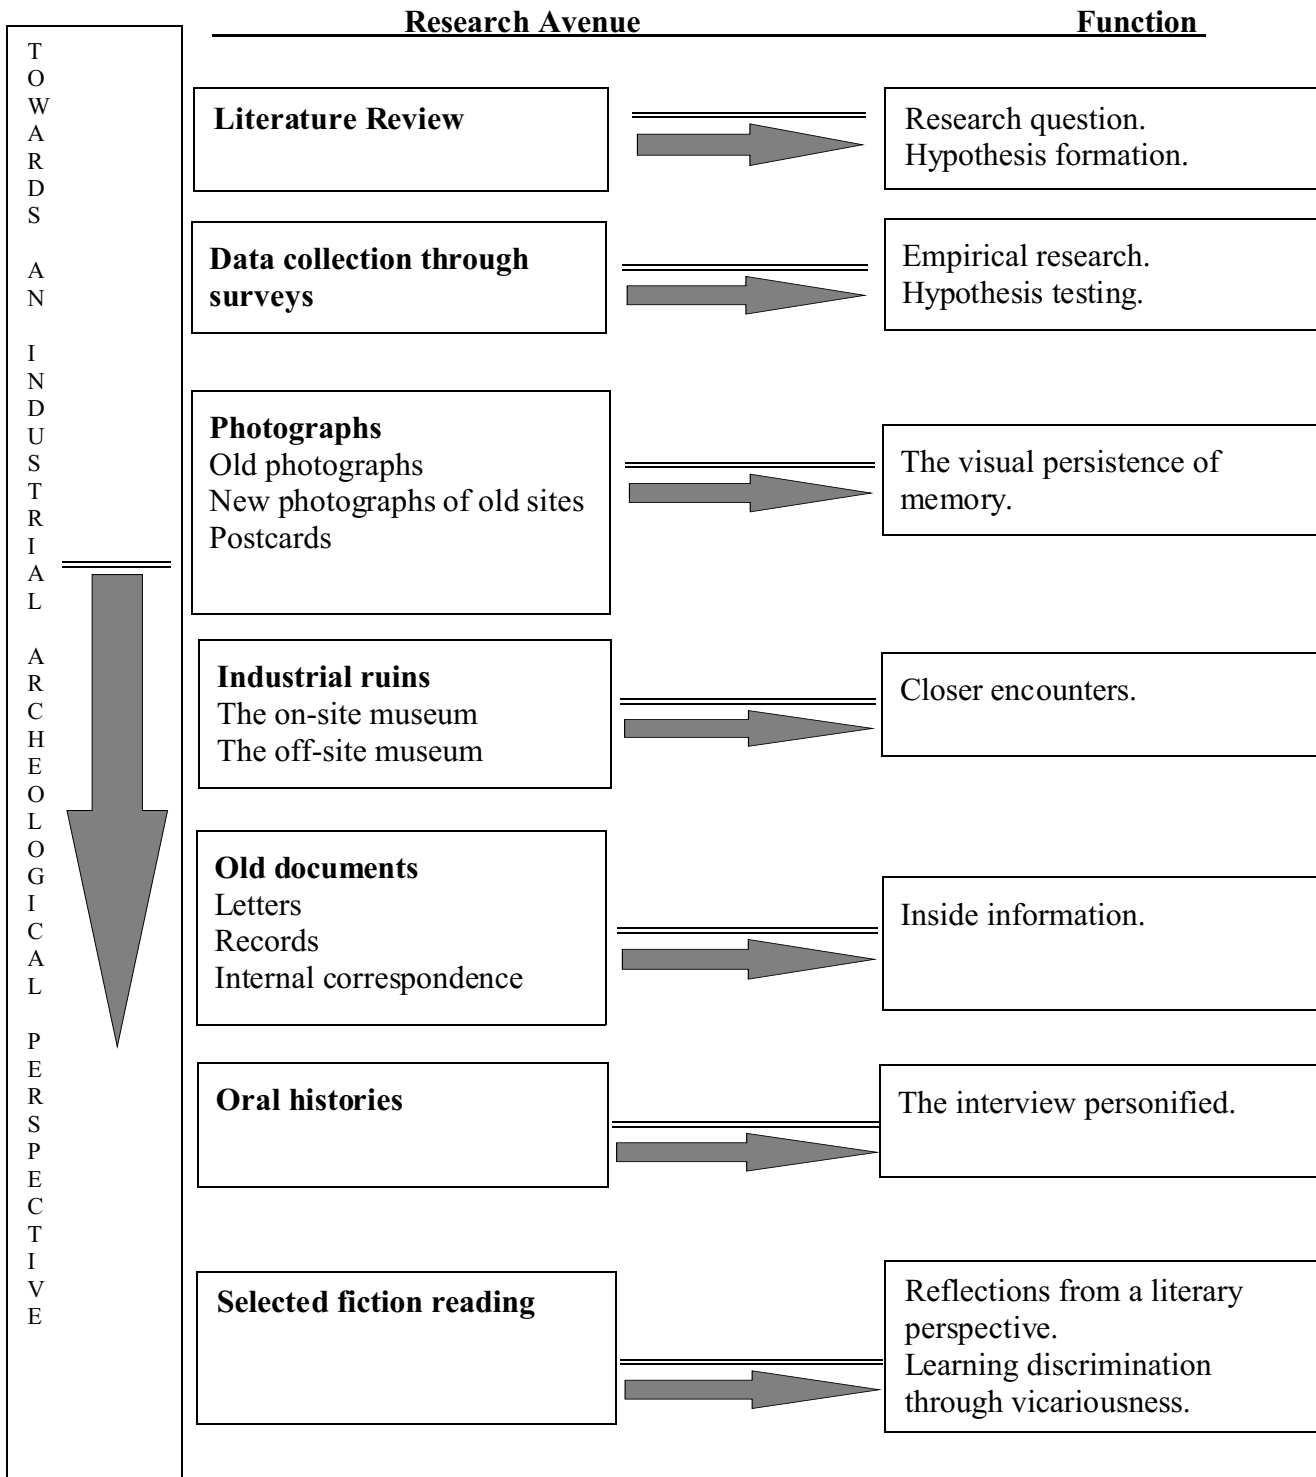 Research Avenue Function
TOWARDS AN INDUSTRIAL ARCHEOLOGICAL PERSPECTIVE
Literature Review
Research question.
Hypothesis formation.
Data collection through
surveys
Empirical research.
Hypothesis testing.
Photographs
Old photographs
New photographs of old sites
Postcards
The visual persistence of
memory.
Industrial ruins
The on-site museum
The off-site museum
Closer encounters.
Old documents
Letters
Records
Internal correspondence
Inside information.
Oral histories
The interview personified.
Selected fiction reading
Reflections from a literary
perspective.
Learning discrimination
through vicariousness.